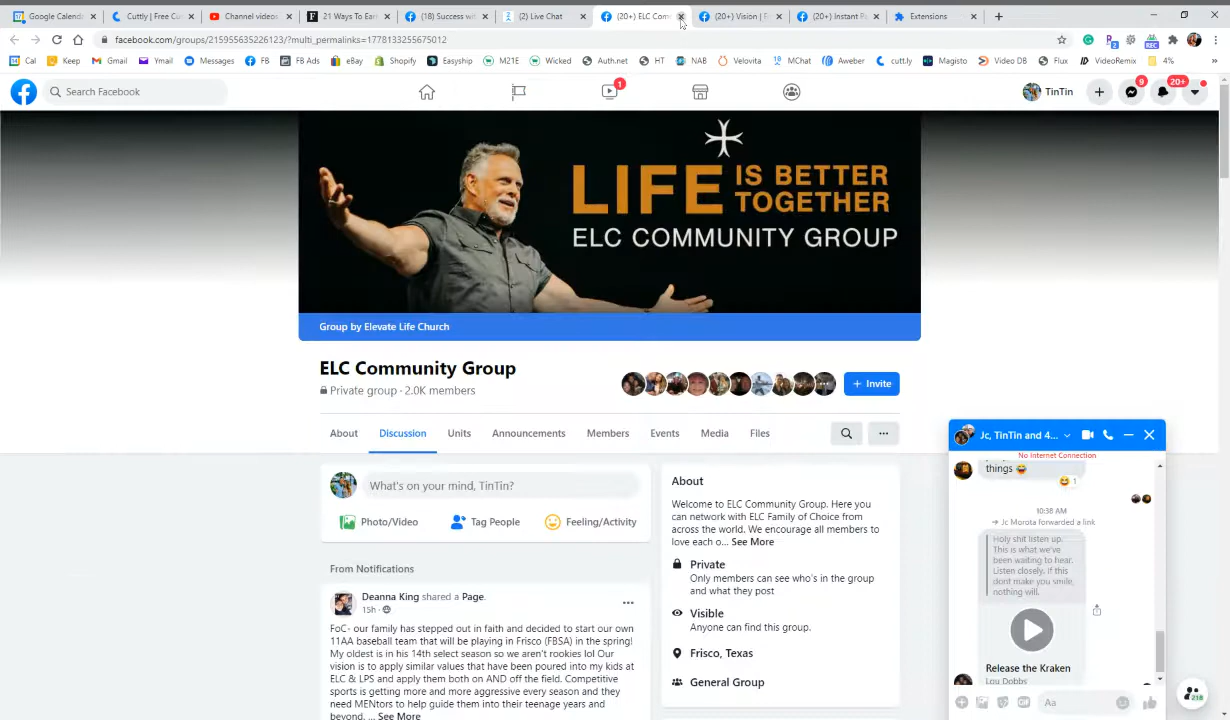 Google Calend
Cuttly | Free Cu
Channel videos
21 Ways To Ear
(18) Success wit
(2) Live Chat
(20+) ELC Com
(20+) Vision | F
(20+) Instant P
Extensions
facebook.com/groups/215955635226123/?multi_permalinks=1778133255675012
Cal Keep Gmail Ymail Messages FB FB Ads eBay Shopify Easyship M21E Wicked Auth.net HT NAB Velovita MChat Aweber cutt.ly Magisto Video DB Flux VideoRemix 4%
Search Facebook
1
TinTin
9
20+
LIFE IS BETTER TOGETHER
ELC COMMUNITY GROUP
Group by Elevate Life Church
ELC Community Group
Private group · 2.0K members
+ Invite
About Discussion Units Announcements Members Events Media Files
What's on your mind, TinTin?
Photo/Video Tag People Feeling/Activity
From Notifications
Deanna King shared a Page.
15h ·
FoC- our family has stepped out in faith and decided to start our own
11AA baseball team that will be playing in Frisco (FBSA) in the spring!
My oldest is in his 14th select season so we aren't rookies lol Our
vision is to apply similar values that have been poured into my kids at
ELC & LPS and apply them both on AND off the field. Competitive
sports is getting more and more aggressive every season and they
need MENtors to help guide them into their teenage years and
beyond. ... See More
About
Welcome to ELC Community Group. Here you
can network with ELC Family of Choice from
across the world. We encourage all members to
love each o... See More
Private
Only members can see who's in the group
and what they post
Visible
Anyone can find this group.
Frisco, Texas
General Group
Jc, TinTin and 4...
No Internet Connection
things
1
10:38 AM
Jc Morota forwarded a link
Holy shit listen up.
This is what we've
been waiting to hear.
Listen closely. If this
dont make you smile,
nothing will.
Release the Kraken
Lou Dobbs
Aa
GIF
218